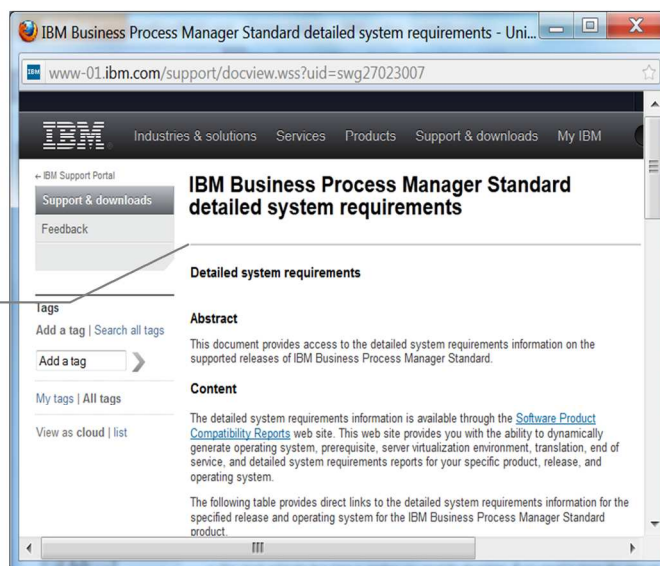 IBM Business Process Manager Standard detailed system requirements - Uni...
www-01.ibm.com/support/docview.wss?uid=swg27023007
IBM
Industries & solutions Services Products Support & downloads My IBM
← IBM Support Portal
Support & downloads
Feedback
Tags
Add a tag | Search all tags
Add a tag
My tags | All tags
View as cloud | list
IBM Business Process Manager Standard
detailed system requirements
Detailed system requirements
Abstract
This document provides access to the detailed system requirements information on the
supported releases of IBM Business Process Manager Standard.
Content
The detailed system requirements information is available through the Software Product
Compatibility Reports web site. This web site provides you with the ability to dynamically
generate operating system, prerequisite, server virtualization environment, translation, end of
service, and detailed system requirements reports for your specific product, release, and
operating system.
The following table provides direct links to the detailed system requirements information for the
specified release and operating system for the IBM Business Process Manager Standard
product.